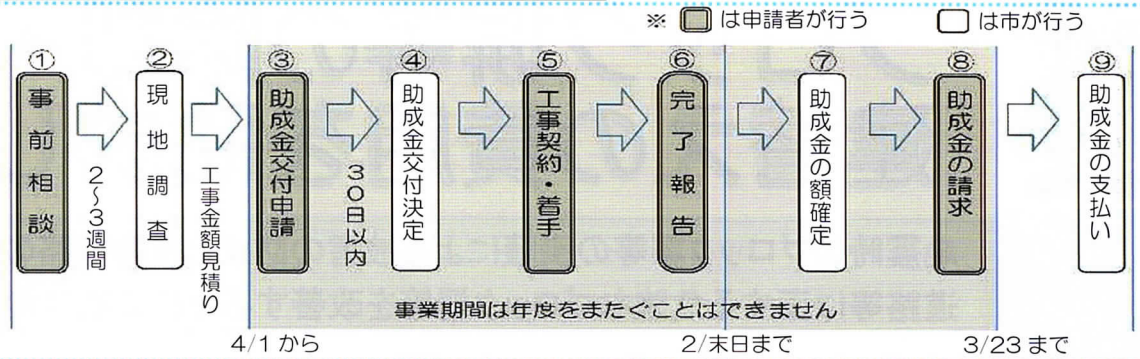 ※ は申請者が行う は市が行う
①
事前相談
2～3週間
②
現地調査
工事金額見積り
③
助成金交付申請
30日以内
④
助成金交付決定
⑤
工事契約・着手
⑥
完了報告
⑦
助成金の額確定
⑧
助成金の請求
⑨
助成金の支払い
事業期間は年度をまたぐことはできません
4/1 から
2/末日まで
3/23 まで